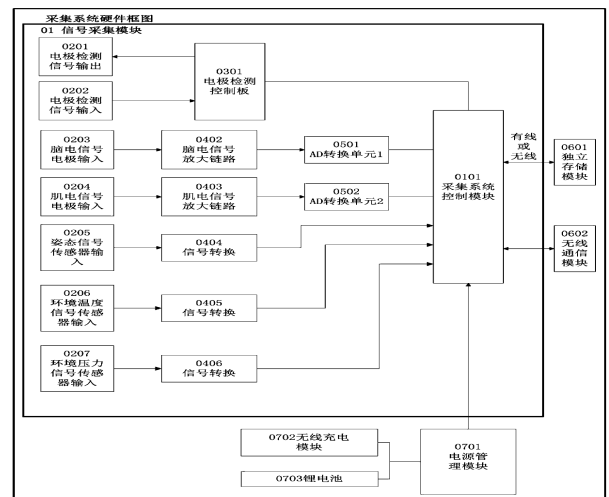 采集系统硬件框图
01 信号采集模块
0201
电极检测
信号输出
0202
电极检测
信号输入
0301
电极检测
控制板
0203
脑电信号
电极输入
0402
脑电信号
放大链路
0501
AD转换单元1
0204
肌电信号
电极输入
0403
肌电信号
放大链路
0502
AD转换单元2
0205
姿态信号
传感器输
入
0404
信号转换
0206
环境温度
信号传感
器输入
0405
信号转换
0207
环境压力
信号传感
器输入
0406
信号转换
0101
采集系统
控制模块
有线
或
无线
0601
独立
存储
模块
0602
无线
通信
模块
0702无线充电
模块
0703锂电池
0701
电源管
理模块